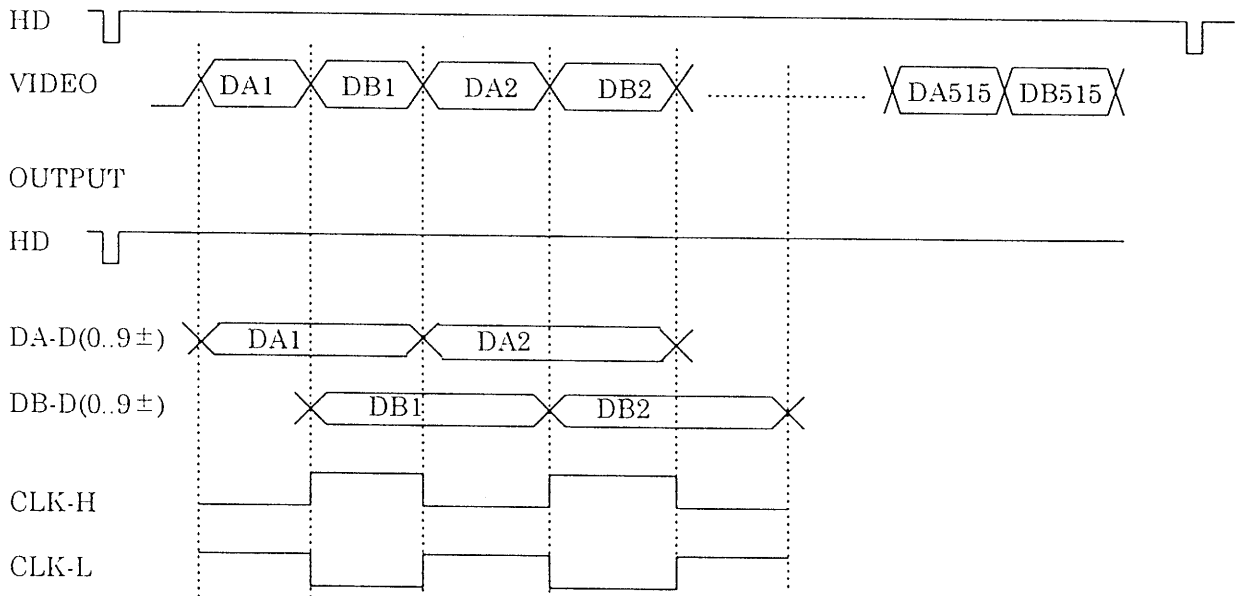 HD
VIDEO DA1 DB1 DA2 DB2 .................. DA515 DB515
OUTPUT
HD
DA-D(0..9±) DA1 DA2
DB-D(0..9±) DB1 DB2
CLK-H
CLK-L